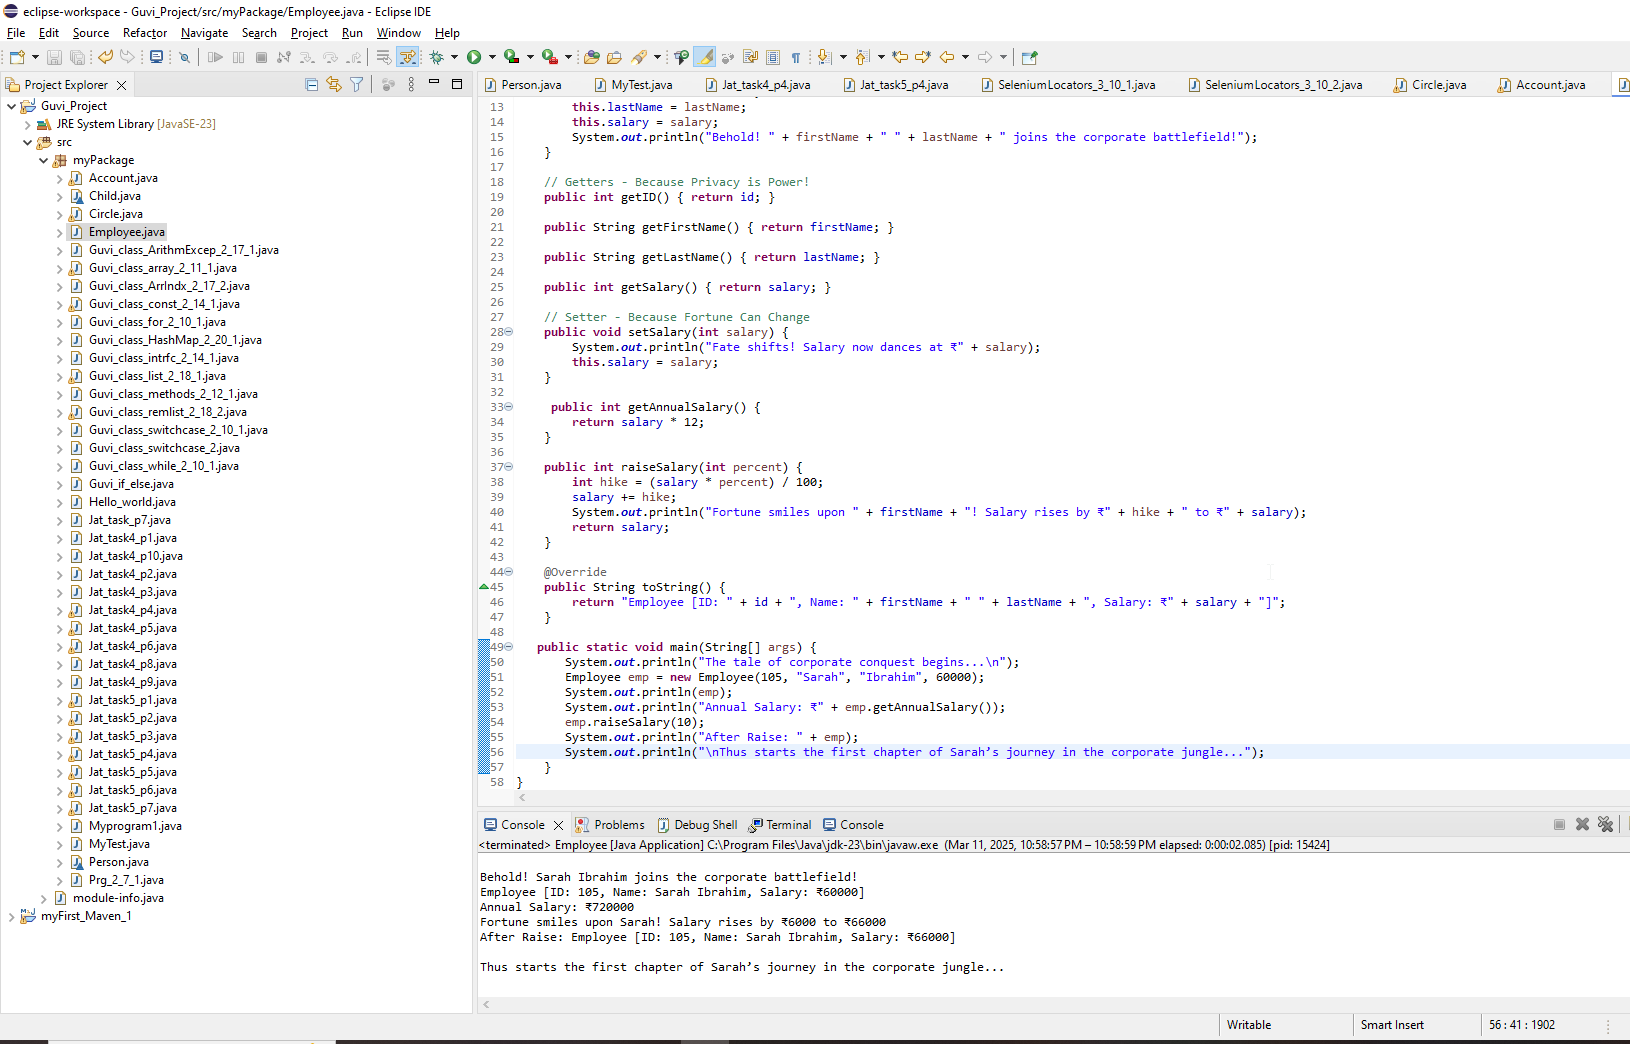 eclipse-workspace - Guvi_Project/src/myPackage/Employee.java - Eclipse IDE
File Edit Source Refactor Navigate Search Project Run Window Help
Project Explorer
Guvi_Project
JRE System Library [JavaSE-23]
src
myPackage
Account.java
Child.java
Circle.java
Employee.java
Guvi_class_ArithmExcep_2_17_1.java
Guvi_class_array_2_11_1.java
Guvi_class_ArrIndx_2_17_2.java
Guvi_class_const_2_14_1.java
Guvi_class_for_2_10_1.java
Guvi_class_HashMap_2_20_1.java
Guvi_class_intrfc_2_14_1.java
Guvi_class_list_2_18_1.java
Guvi_class_methods_2_12_1.java
Guvi_class_remlist_2_18_2.java
Guvi_class_switchcase_2_10_1.java
Guvi_class_switchcase_2.java
Guvi_class_while_2_10_1.java
Guvi_if_else.java
Hello_world.java
Jat_task_p7.java
Jat_task4_p1.java
Jat_task4_p10.java
Jat_task4_p2.java
Jat_task4_p3.java
Jat_task4_p4.java
Jat_task4_p5.java
Jat_task4_p6.java
Jat_task4_p8.java
Jat_task4_p9.java
Jat_task5_p1.java
Jat_task5_p2.java
Jat_task5_p3.java
Jat_task5_p4.java
Jat_task5_p5.java
Jat_task5_p6.java
Jat_task5_p7.java
Myprogram1.java
MyTest.java
Person.java
Prg_2_7_1.java
module-info.java
myFirst_Maven_1
Person.java MyTest.java Jat_task4_p4.java Jat_task5_p4.java SeleniumLocators_3_10_1.java SeleniumLocators_3_10_2.java Circle.java Account.java
13 this.lastName = lastName;
14 this.salary = salary;
15 System.out.println("Behold! " + firstName + " " + lastName + " joins the corporate battlefield!");
16 }
17
18 // Getters - Because Privacy is Power!
19 public int getID() { return id; }
20
21 public String getFirstName() { return firstName; }
22
23 public String getLastName() { return lastName; }
24
25 public int getSalary() { return salary; }
26
27 // Setter - Because Fortune Can Change
28 public void setSalary(int salary) {
29 System.out.println("Fate shifts! Salary now dances at ₹" + salary);
30 this.salary = salary;
31 }
32
33 public int getAnnualSalary() {
34 return salary * 12;
35 }
36
37 public int raiseSalary(int percent) {
38 int hike = (salary * percent) / 100;
39 salary += hike;
40 System.out.println("Fortune smiles upon " + firstName + "! Salary rises by ₹" + hike + " to ₹" + salary);
41 return salary;
42 }
43
44 @Override
45 public String toString() {
46 return "Employee [ID: " + id + ", Name: " + firstName + " " + lastName + ", Salary: ₹" + salary + "]";
47 }
48
49 public static void main(String[] args) {
50 System.out.println("The tale of corporate conquest begins...\n");
51 Employee emp = new Employee(105, "Sarah", "Ibrahim", 60000);
52 System.out.println(emp);
53 System.out.println("Annual Salary: ₹" + emp.getAnnualSalary());
54 emp.raiseSalary(10);
55 System.out.println("After Raise: " + emp);
56 System.out.println("\nThus starts the first chapter of Sarah’s journey in the corporate jungle...");
57 }
58 }
Console Problems Debug Shell Terminal Console
<terminated> Employee [Java Application] C:\Program Files\Java\jdk-23\bin\javaw.exe (Mar 11, 2025, 10:58:57 PM – 10:58:59 PM elapsed: 0:00:02.085) [pid: 15424]
Behold! Sarah Ibrahim joins the corporate battlefield!
Employee [ID: 105, Name: Sarah Ibrahim, Salary: ₹60000]
Annual Salary: ₹720000
Fortune smiles upon Sarah! Salary rises by ₹6000 to ₹66000
After Raise: Employee [ID: 105, Name: Sarah Ibrahim, Salary: ₹66000]
Thus starts the first chapter of Sarah’s journey in the corporate jungle...
Writable Smart Insert 56 : 41 : 1902